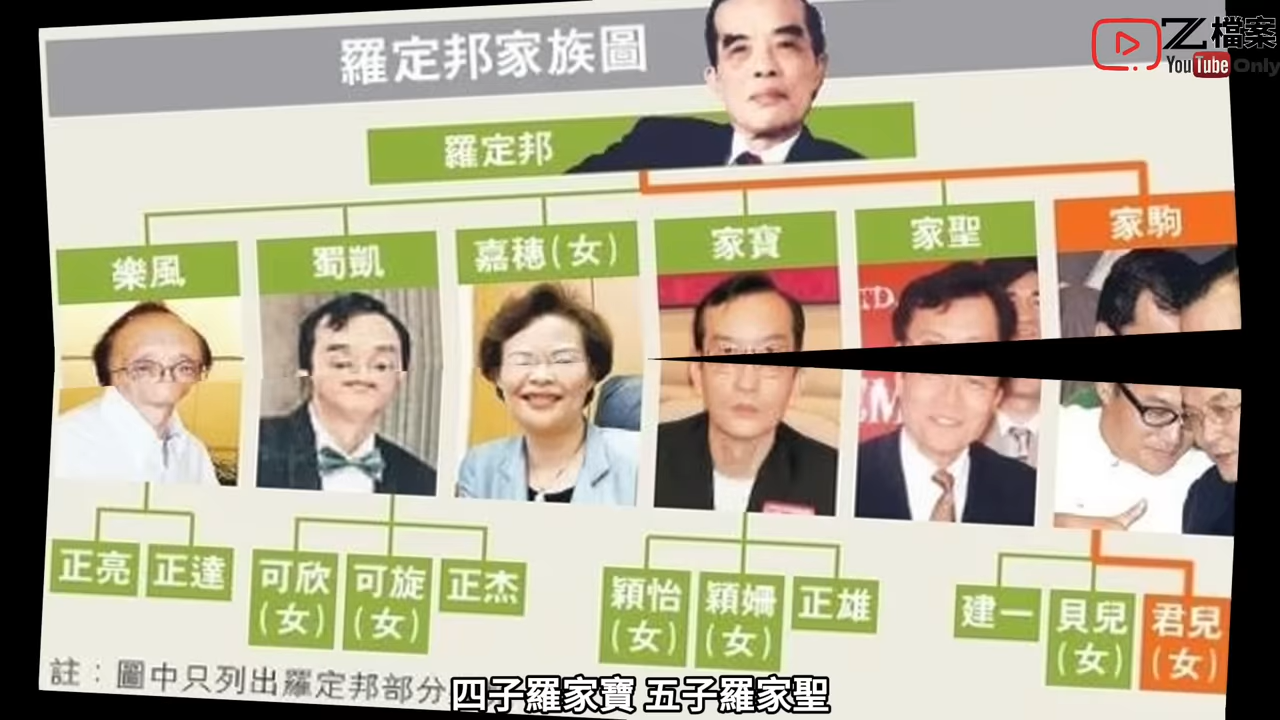 羅定邦家族圖
Z檔案
YouTube Only
羅定邦
樂風
蜀凱
嘉穗(女)
家寶
家聖
家駒
TD.
正亮
正達
可欣
(女)
可旋
(女)
正杰
穎怡
(女)
穎姍
(女)
正雄
建一
貝兒
(女)
君兒
(女)
註：圖中只列出羅定邦部分
四子羅家寶 五子羅家聖